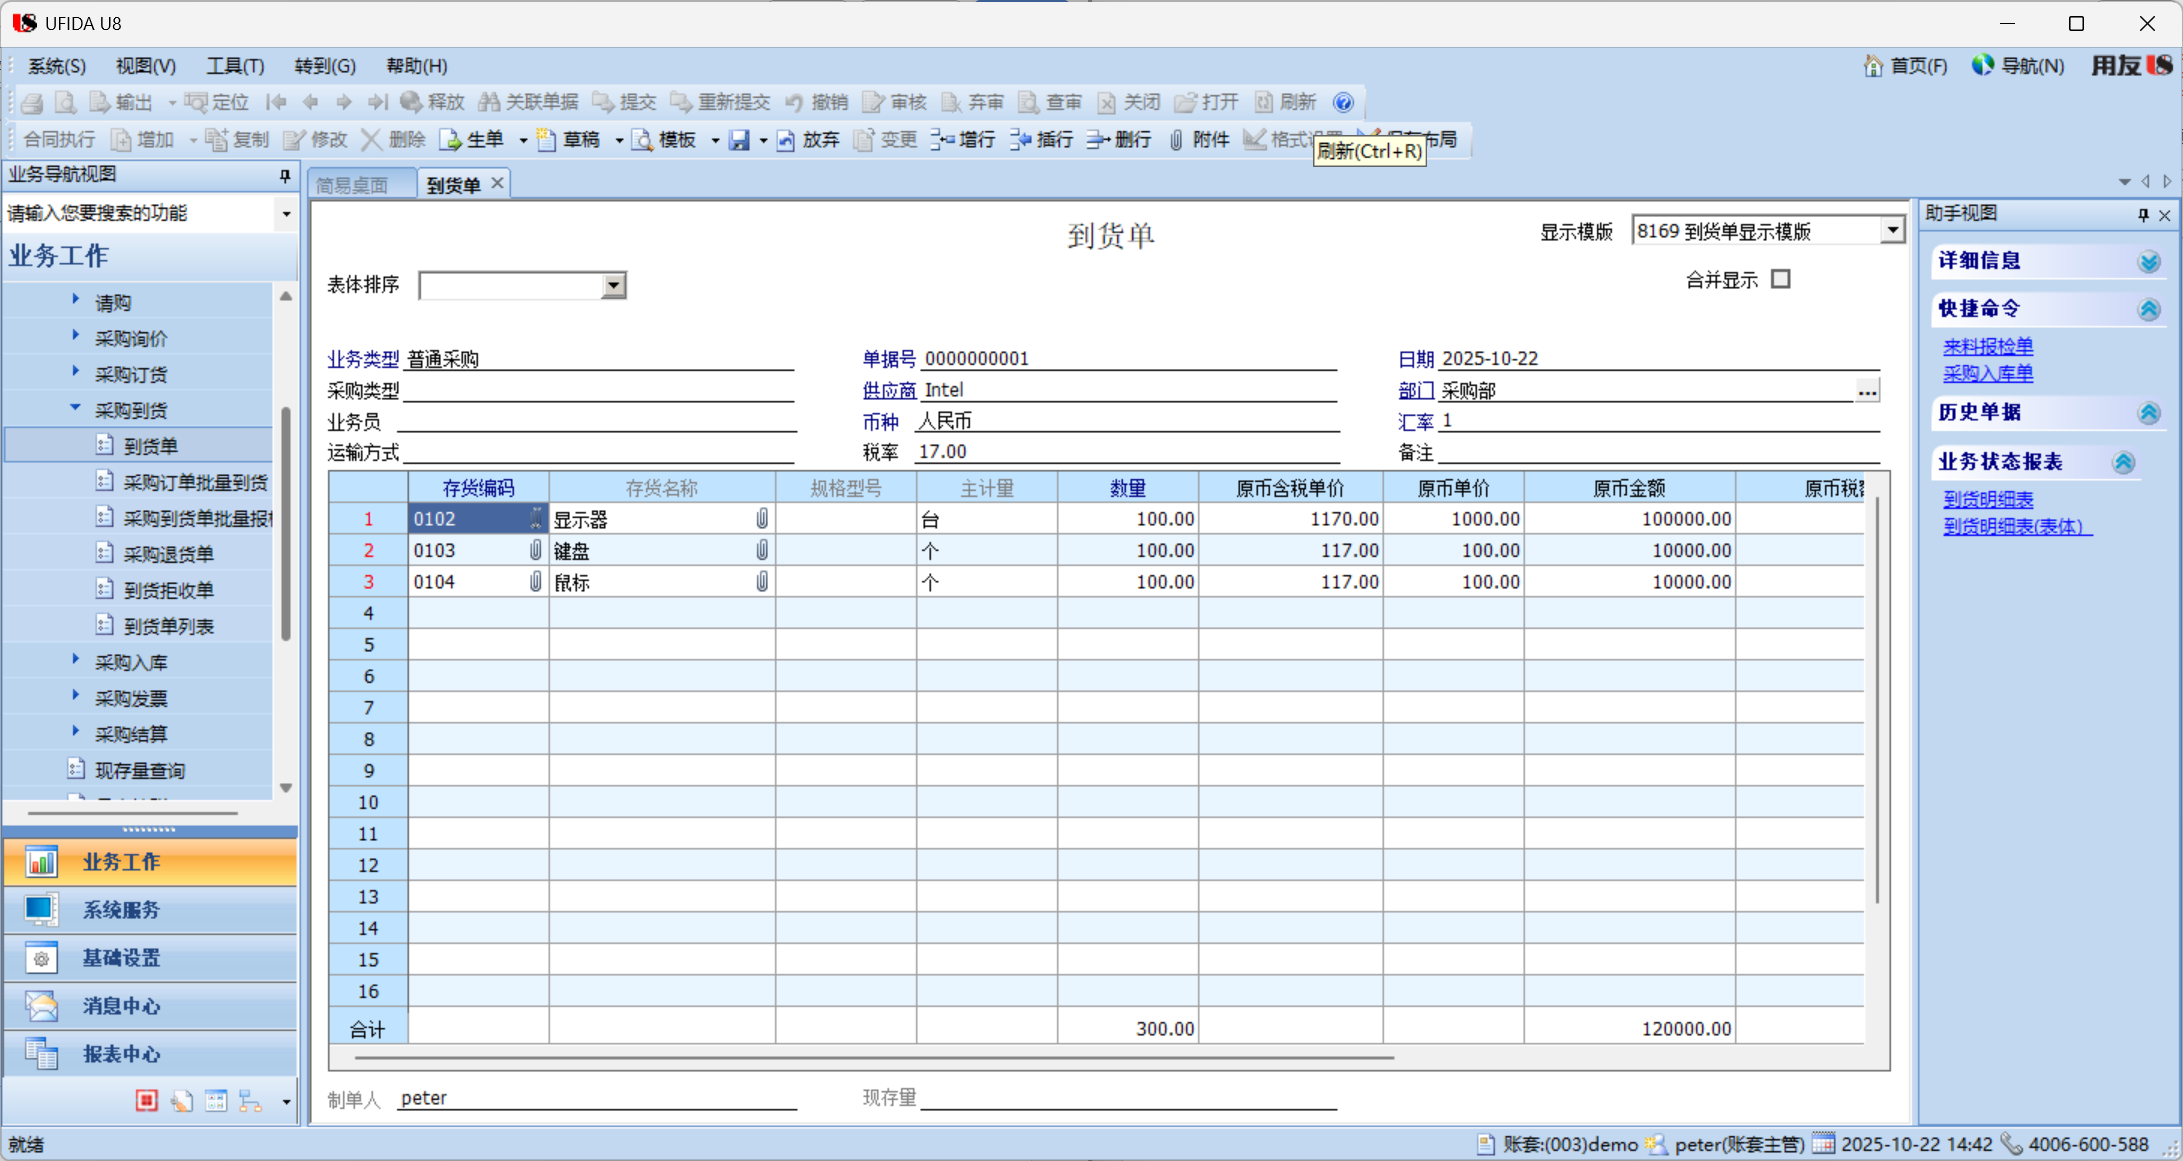 UFIDA U8
系统(S) 视图(V) 工具(T) 转到(G) 帮助(H) 首页(F) 导航(N) 用友U8
输出 定位 释放 关联单据 提交 重新提交 撤销 审核 弃审 查审 关闭 打开 刷新
合同执行 增加 复制 修改 删除 生单 草稿 模板 放弃 变更 增行 插行 删行 附件 格式 布局
刷新(Ctrl+R)
业务导航视图
请输入您要搜索的功能
业务工作
请购
采购询价
采购订货
采购到货
到货单
采购订单批量到货
采购到货单批量报
采购退货单
到货拒收单
到货单列表
采购入库
采购发票
采购结算
现存量查询
业务工作
系统服务
基础设置
消息中心
报表中心
简易桌面 到货单
到货单
显示模版 8169 到货单显示模版
表体排序
合并显示
业务类型 普通采购 单据号 0000000001 日期 2025-10-22
采购类型 供应商 Intel 部门 采购部 ...
业务员 币种 人民币 汇率 1
运输方式 税率 17.00 备注
存货编码 存货名称 规格型号 主计量 数量 原币含税单价 原币单价 原币金额 原币税
1 0102 显示器 台 100.00 1170.00 1000.00 100000.00
2 0103 键盘 个 100.00 117.00 100.00 10000.00
3 0104 鼠标 个 100.00 117.00 100.00 10000.00
4
5
6
7
8
9
10
11
12
13
14
15
16
合计 300.00 120000.00
制单人 peter 现存量
助手视图
详细信息
快捷命令
来料报检单
采购入库单
历史单据
业务状态报表
到货明细表
到货明细表(表体)
就绪 账套:(003)demo peter(账套主管) 2025-10-22 14:42 4006-600-588